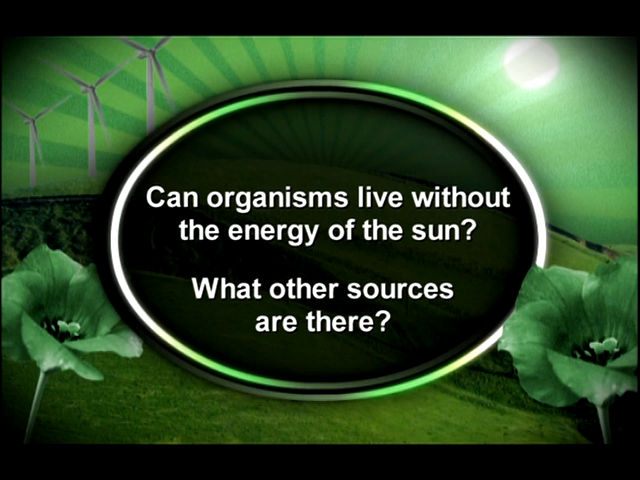 Can organisms live without
the energy of the sun?
What other sources
are there?